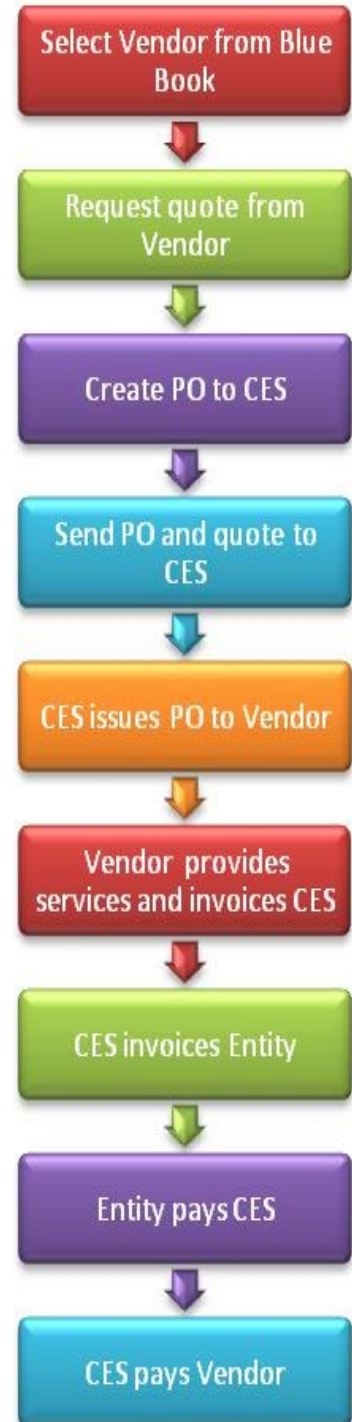 Select Vendor from Blue
Book
Request quote from
Vendor
Create PO to CES
Send PO and quote to
CES
CES issues PO to Vendor
Vendor provides
services and invoices CES
CES invoices Entity
Entity pays CES
CES pays Vendor